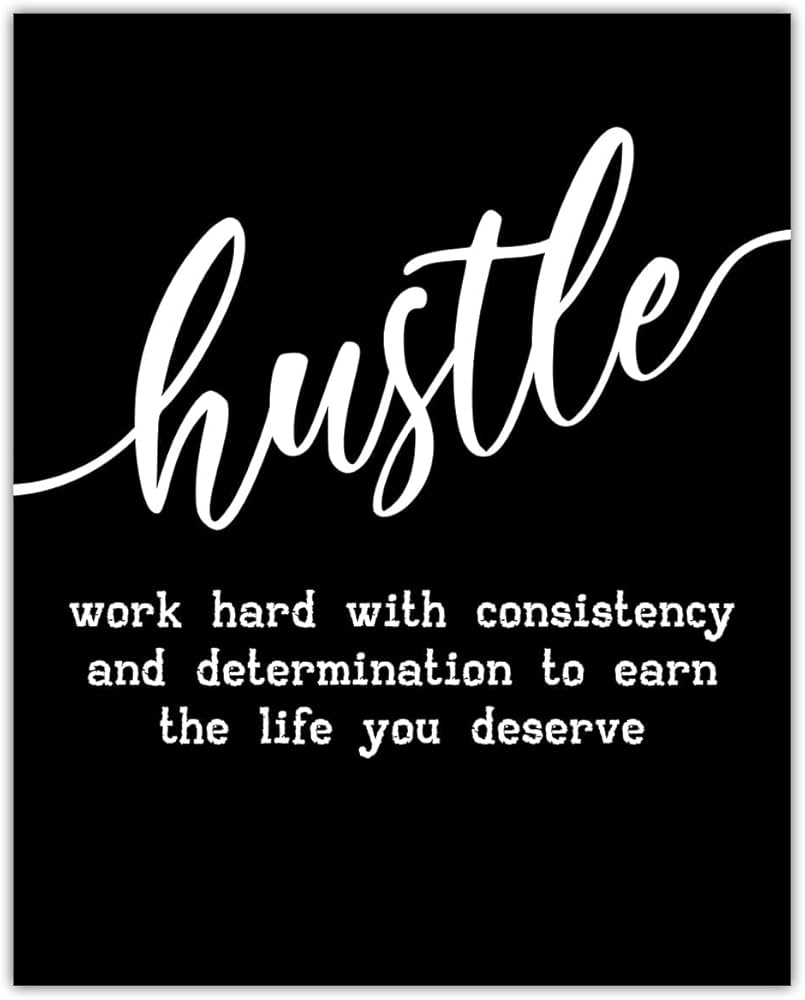 hustle
work hard with consistency
and determination to earn
the life you deserve